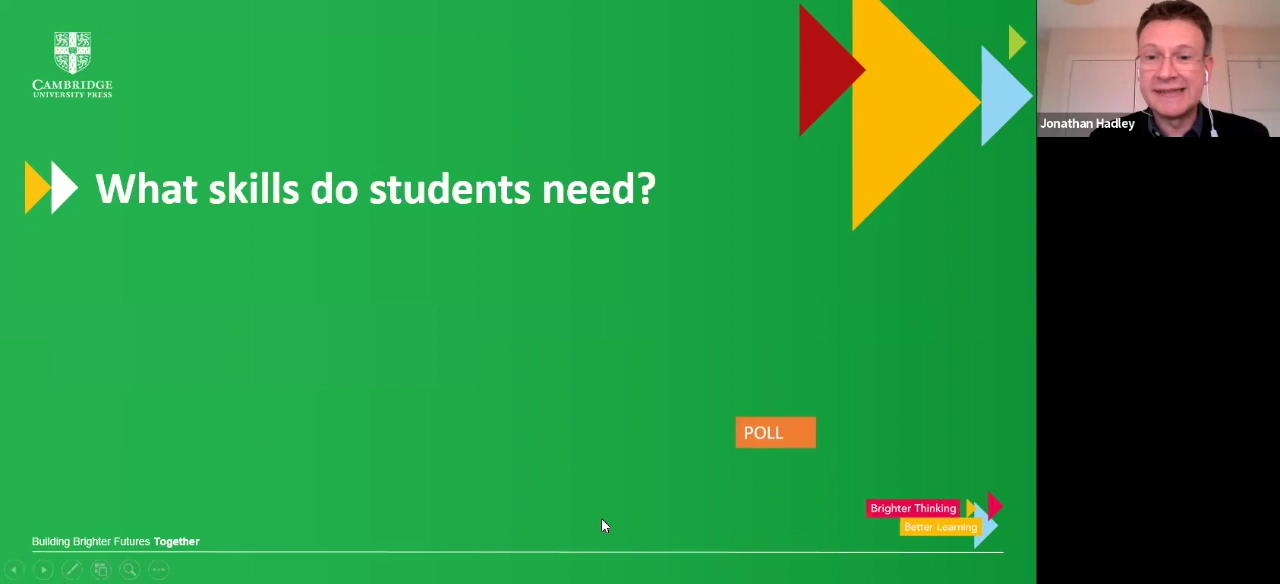 CAMBRIDGE
UNIVERSITY PRESS
What skills do students need?
Jonathan Hadley
POLL
Brighter Thinking
Better Learning
Building Brighter Futures Together